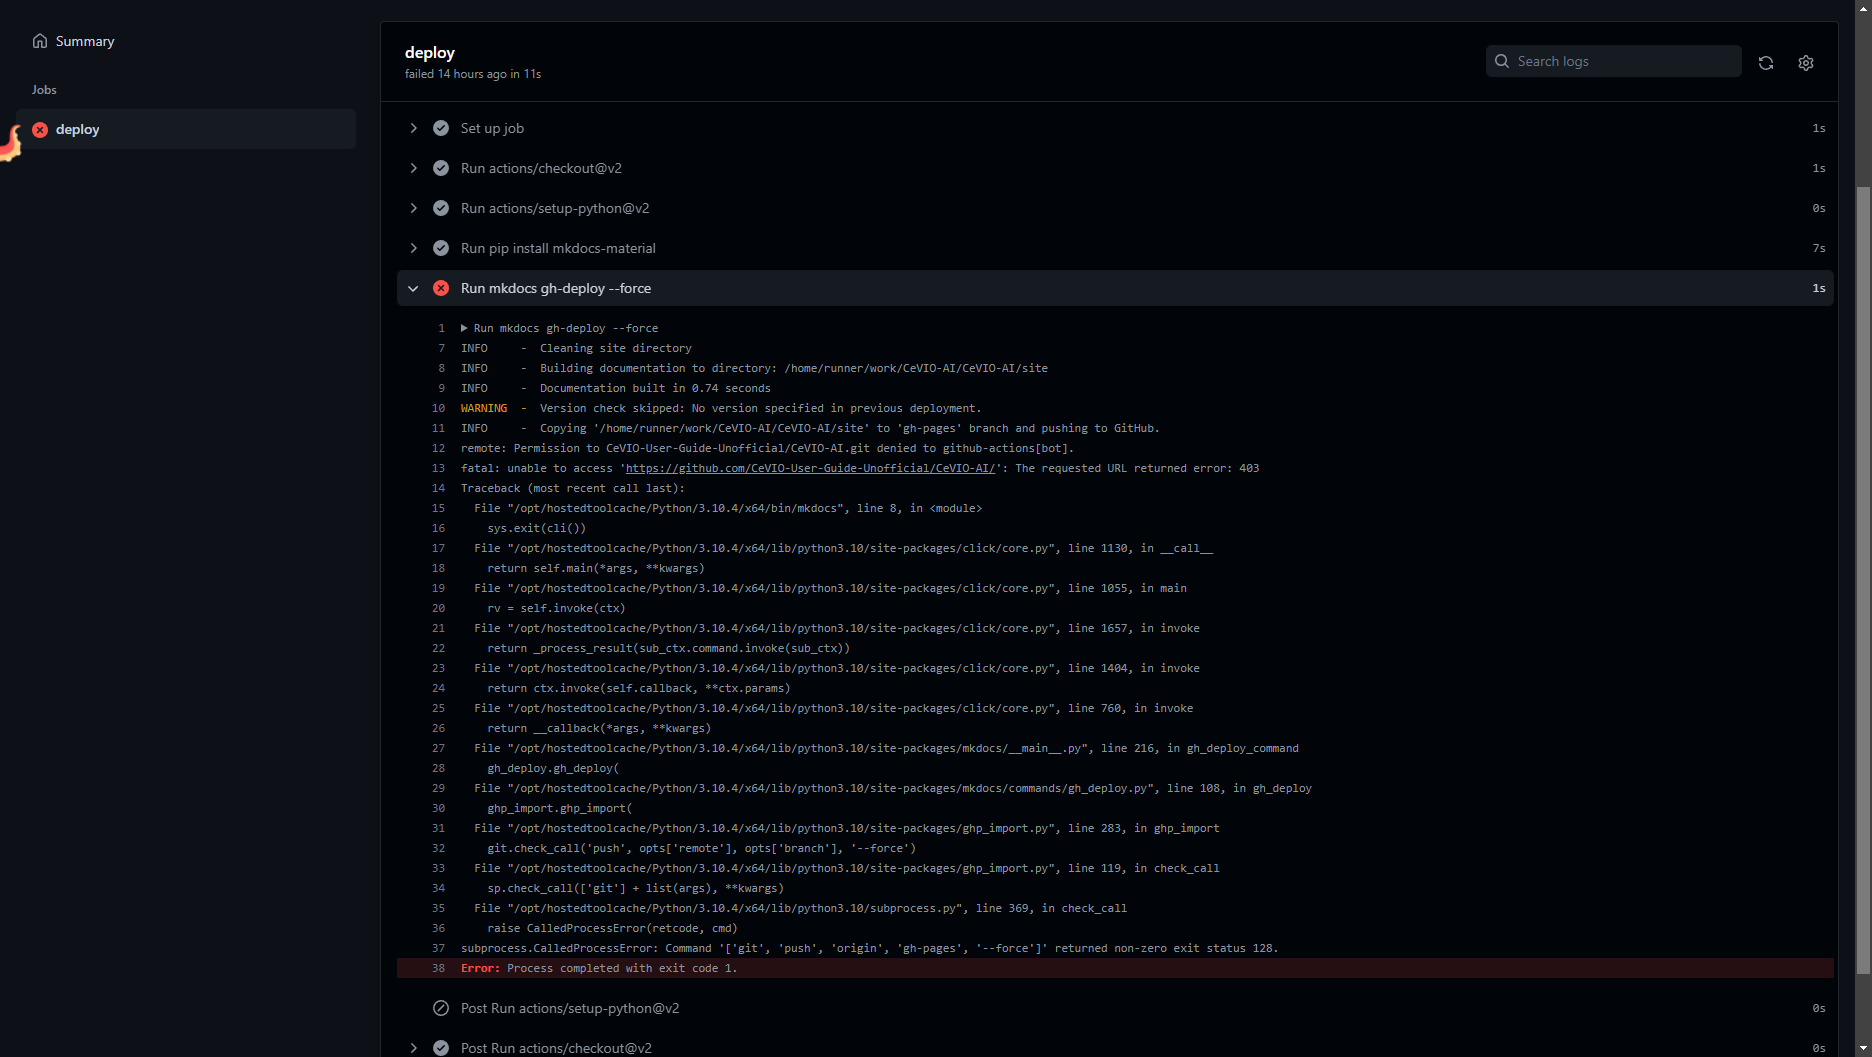 Summary
Jobs
deploy
deploy
failed 14 hours ago in 11s
Search logs
Set up job 1s
Run actions/checkout@v2 1s
Run actions/setup-python@v2 0s
Run pip install mkdocs-material 7s
Run mkdocs gh-deploy --force 1s
1 ▶ Run mkdocs gh-deploy --force
7 INFO - Cleaning site directory
8 INFO - Building documentation to directory: /home/runner/work/CeVIO-AI/CeVIO-AI/site
9 INFO - Documentation built in 0.74 seconds
10 WARNING - Version check skipped: No version specified in previous deployment.
11 INFO - Copying '/home/runner/work/CeVIO-AI/CeVIO-AI/site' to 'gh-pages' branch and pushing to GitHub.
12 remote: Permission to CeVIO-User-Guide-Unofficial/CeVIO-AI.git denied to github-actions[bot].
13 fatal: unable to access 'https://github.com/CeVIO-User-Guide-Unofficial/CeVIO-AI/': The requested URL returned error: 403
14 Traceback (most recent call last):
15 File "/opt/hostedtoolcache/Python/3.10.4/x64/bin/mkdocs", line 8, in <module>
16 sys.exit(cli())
17 File "/opt/hostedtoolcache/Python/3.10.4/x64/lib/python3.10/site-packages/click/core.py", line 1130, in __call__
18 return self.main(*args, **kwargs)
19 File "/opt/hostedtoolcache/Python/3.10.4/x64/lib/python3.10/site-packages/click/core.py", line 1055, in main
20 rv = self.invoke(ctx)
21 File "/opt/hostedtoolcache/Python/3.10.4/x64/lib/python3.10/site-packages/click/core.py", line 1657, in invoke
22 return _process_result(sub_ctx.command.invoke(sub_ctx))
23 File "/opt/hostedtoolcache/Python/3.10.4/x64/lib/python3.10/site-packages/click/core.py", line 1404, in invoke
24 return ctx.invoke(self.callback, **ctx.params)
25 File "/opt/hostedtoolcache/Python/3.10.4/x64/lib/python3.10/site-packages/click/core.py", line 760, in invoke
26 return __callback(*args, **kwargs)
27 File "/opt/hostedtoolcache/Python/3.10.4/x64/lib/python3.10/site-packages/mkdocs/__main__.py", line 216, in gh_deploy_command
28 gh_deploy.gh_deploy(
29 File "/opt/hostedtoolcache/Python/3.10.4/x64/lib/python3.10/site-packages/mkdocs/commands/gh_deploy.py", line 108, in gh_deploy
30 ghp_import.ghp_import(
31 File "/opt/hostedtoolcache/Python/3.10.4/x64/lib/python3.10/site-packages/ghp_import.py", line 283, in ghp_import
32 git.check_call('push', opts['remote'], opts['branch'], '--force')
33 File "/opt/hostedtoolcache/Python/3.10.4/x64/lib/python3.10/site-packages/ghp_import.py", line 119, in check_call
34 sp.check_call(['git'] + list(args), **kwargs)
35 File "/opt/hostedtoolcache/Python/3.10.4/x64/lib/python3.10/subprocess.py", line 369, in check_call
36 raise CalledProcessError(retcode, cmd)
37 subprocess.CalledProcessError: Command '['git', 'push', 'origin', 'gh-pages', '--force']' returned non-zero exit status 128.
38 Error: Process completed with exit code 1.
Post Run actions/setup-python@v2 0s
Post Run actions/checkout@v2 0s